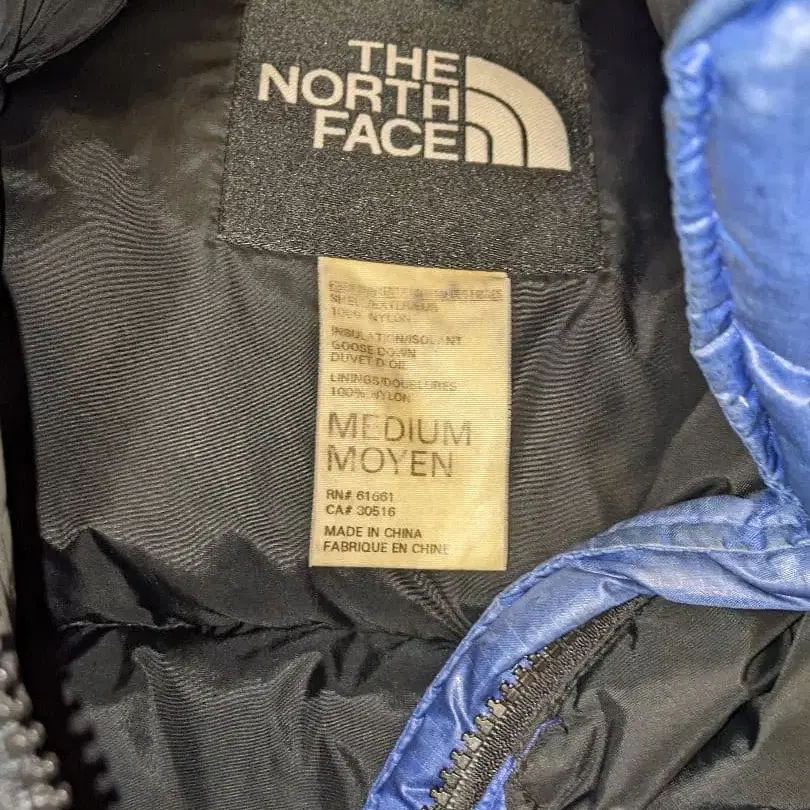 THE
NORTH
FACE
100% NYLON
INSULATION/ISOLANT
GOOSE DOWN
DUVET D'OIE
LININGS/DOUBLURES
100% NYLON
MEDIUM
MOYEN
RN# 61661
CA# 30516
MADE IN CHINA
FABRIQUE EN CHINE